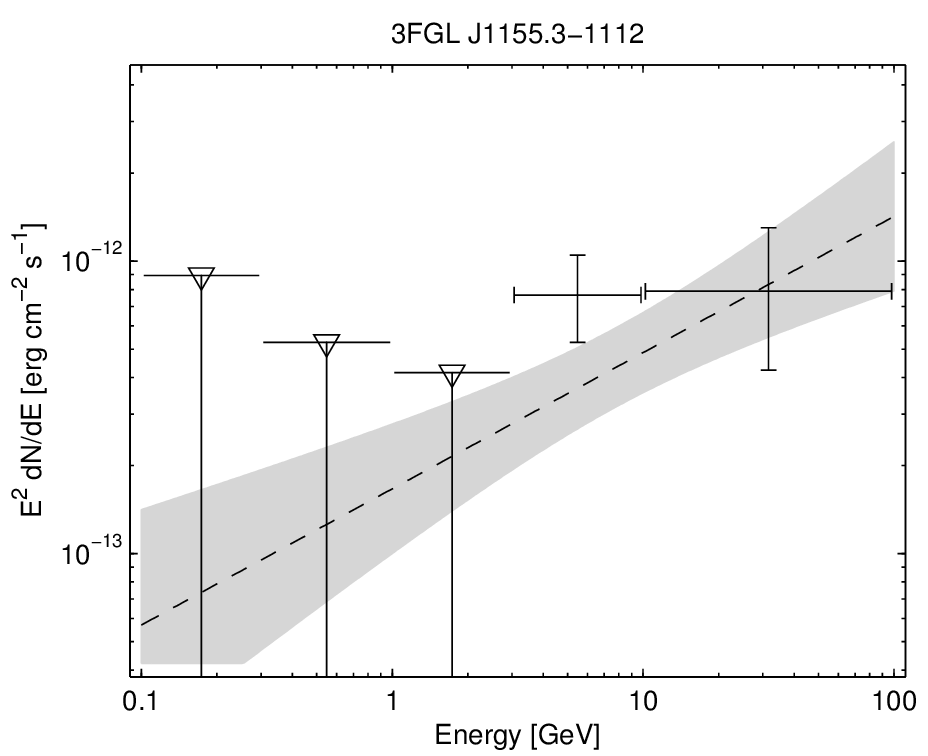 3FGL J1155.3−1112
E² dN/dE [erg cm⁻² s⁻¹]
10⁻¹²
10⁻¹³
0.1 1 10 100
Energy [GeV]